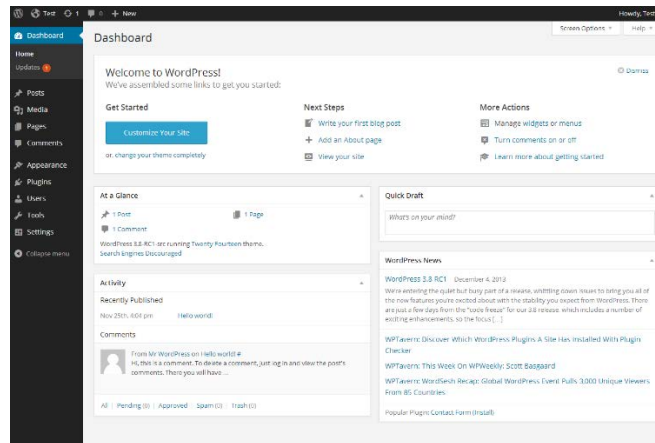 Test 1 0 + New Howdy, Test
Screen Options Help
Dashboard
Home
Updates 1
Posts
Media
Pages
Comments
Appearance
Plugins
Users
Tools
Settings
Collapse menu
Dashboard
Welcome to WordPress!
We've assembled some links to get you started:
Dismiss
Get Started
Customize Your Site
or, change your theme completely
Next Steps
Write your first blog post
Add an About page
View your site
More Actions
Manage widgets or menus
Turn comments on or off
Learn more about getting started
At a Glance
1 Post 1 Page
1 Comment
WordPress 3.8-RC1 are running Twenty Fourteen theme.
Search Engines Discouraged
Activity
Recently Published
Nov 25th, 4:04 pm Hello world!
Comments
From Mr WordPress on Hello world! #
Hi, this is a comment. To delete a comment, just log in and view the post's
comments. There you will have ...
All | Pending (0) | Approved | Spam (0) | Trash (0)
Quick Draft
What's on your mind?
WordPress News
WordPress 3.8 RC1 December 4, 2013
We're entering the quiet but busy part of a release, whittling down issues to bring you all of
the new features you're excited about with the stability you expect from WordPress. There
are just a few days from the "code freeze" for our 3.8 release, which includes a number of
exciting enhancements, so the focus […]
WPTavern: Discover Which WordPress Plugins A Site Has Installed With Plugin
Checker
WPTavern: This Week On WPWeekly: Scott Basgaard
WPTavern: WordSesh Recap: Global WordPress Event Pulls 3,000 Unique Viewers
From 85 Countries
Popular Plugin: Contact Form (Install)